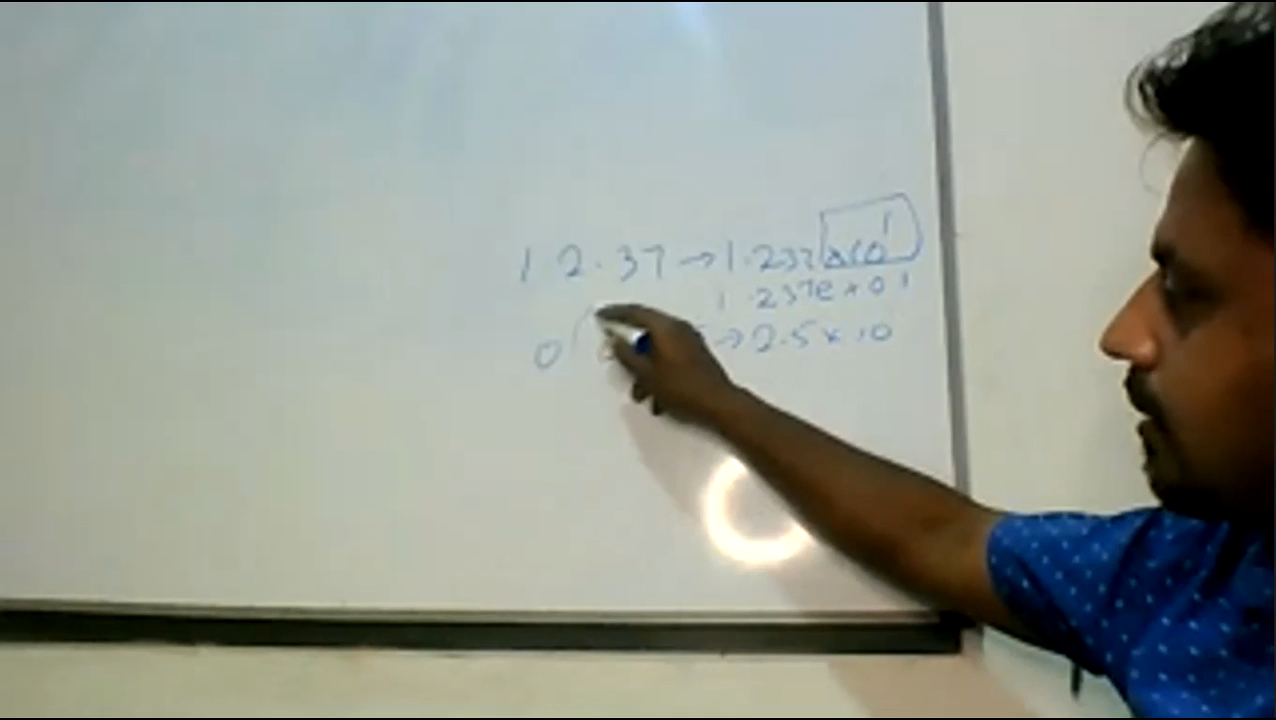 12.37 → 1.237 x 10¹
1.237e+01
0 → 2.5 x 10